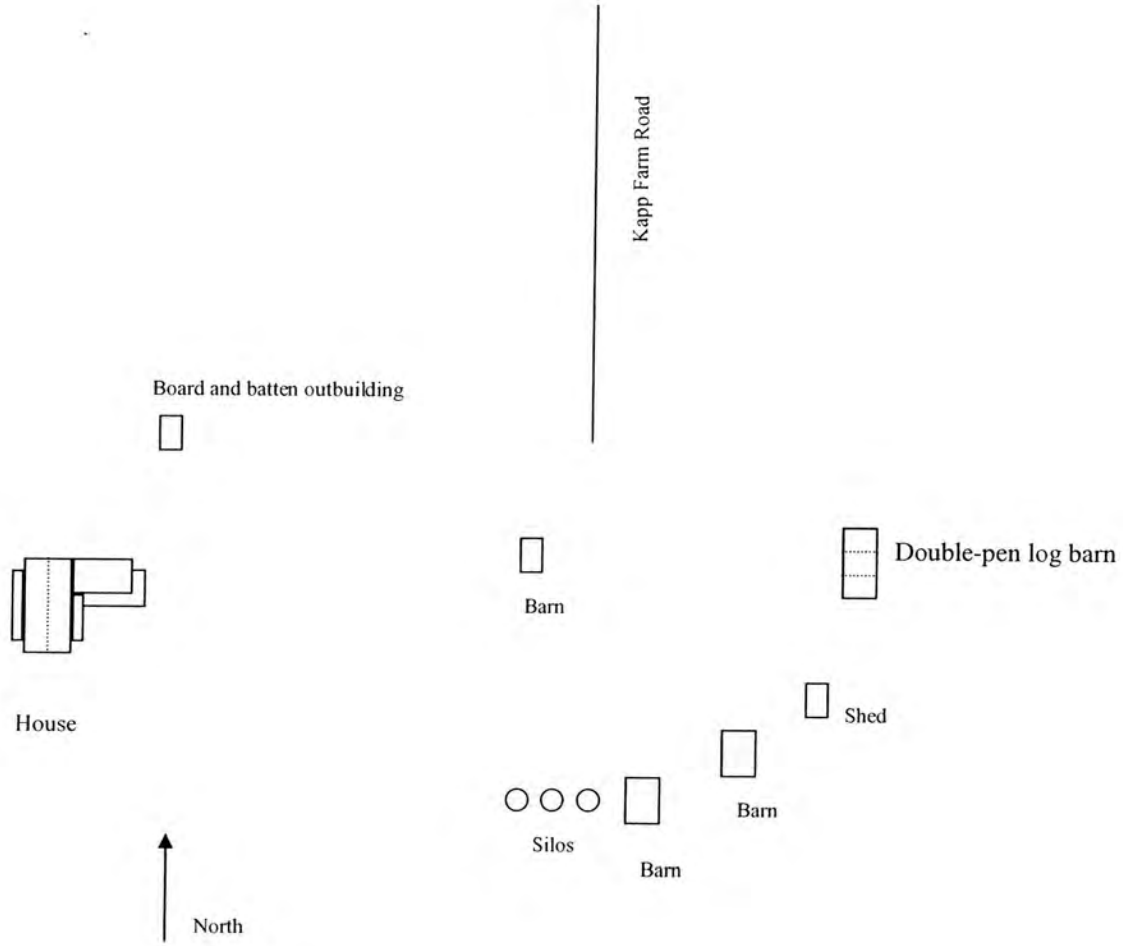 Kapp Farm Road
Board and batten outbuilding
Double-pen log barn
Barn
House
Shed
Barn
Silos
Barn
North